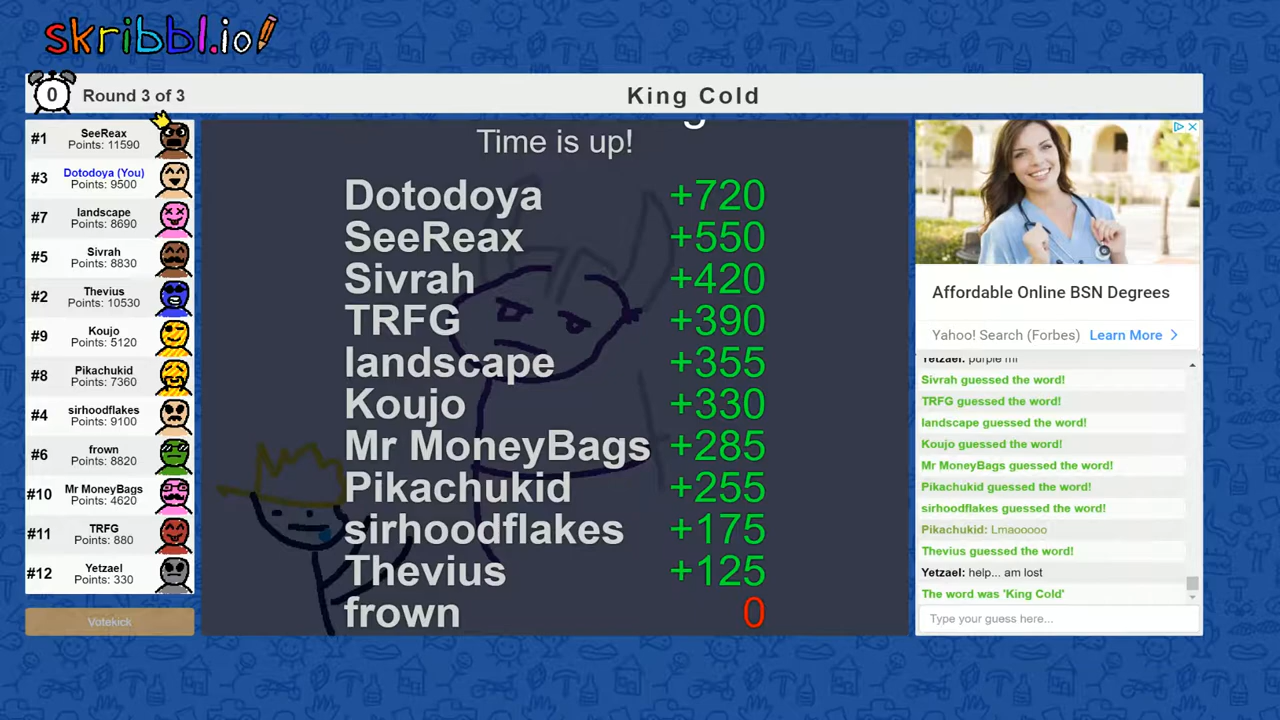 skribbl.io!
0
Round 3 of 3
King Cold
#1
SeeReax
Points: 11590
#3
Dotodoya (You)
Points: 9500
#7
landscape
Points: 8690
#5
Sivrah
Points: 8830
#2
Thevius
Points: 10530
#9
Koujo
Points: 5120
#8
Pikachukid
Points: 7360
#4
sirhoodflakes
Points: 9100
#6
frown
Points: 8820
#10
Mr MoneyBags
Points: 4620
#11
TRFG
Points: 880
#12
Yetzael
Points: 330
Votekick
Time is up!
Dotodoya +720
SeeReax +550
Sivrah +420
TRFG +390
landscape +355
Koujo +330
Mr MoneyBags +285
Pikachukid +255
sirhoodflakes +175
Thevius +125
frown 0
Affordable Online BSN Degrees
Yahoo! Search (Forbes) Learn More
Yetzael: purple mr
Sivrah guessed the word!
TRFG guessed the word!
landscape guessed the word!
Koujo guessed the word!
Mr MoneyBags guessed the word!
Pikachukid guessed the word!
sirhoodflakes guessed the word!
Pikachukid: Lmaooooo
Thevius guessed the word!
Yetzael: help... am lost
The word was 'King Cold'
Type your guess here...